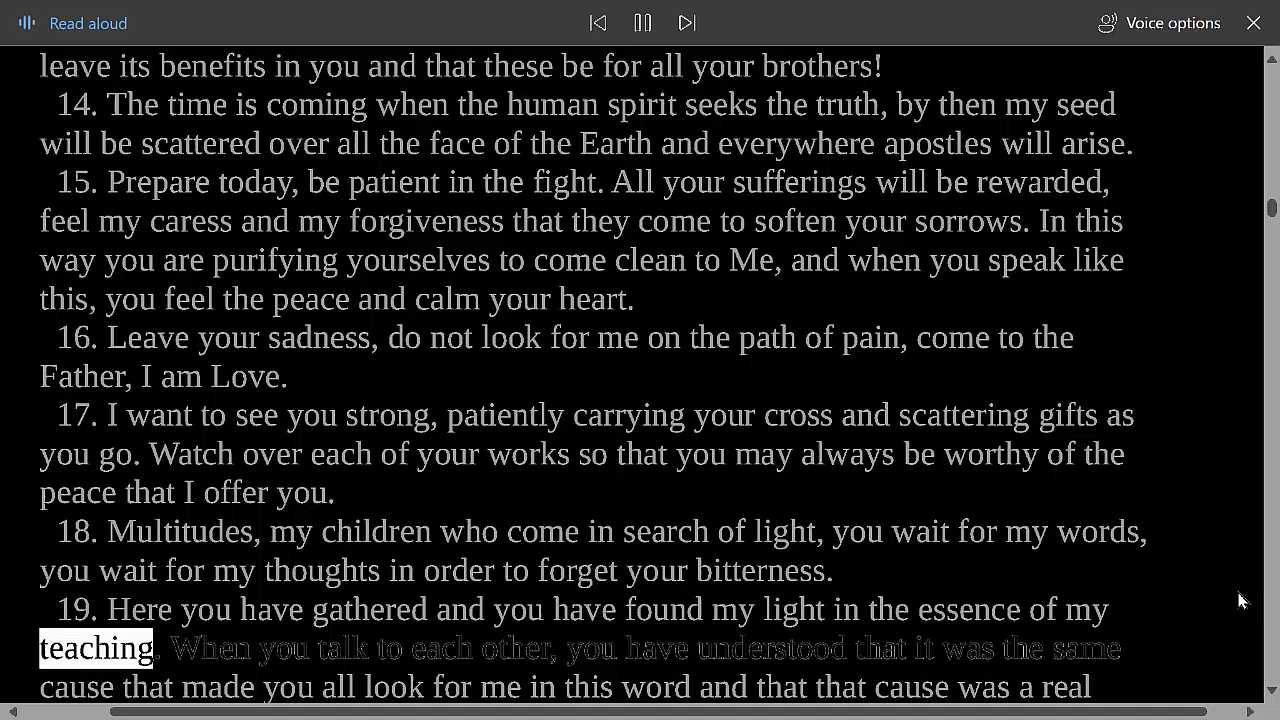 Read aloud
Voice options
leave its benefits in you and that these be for all your brothers!
14. The time is coming when the human spirit seeks the truth, by then my seed
will be scattered over all the face of the Earth and everywhere apostles will arise.
15. Prepare today, be patient in the fight. All your sufferings will be rewarded,
feel my caress and my forgiveness that they come to soften your sorrows. In this
way you are purifying yourselves to come clean to Me, and when you speak like
this, you feel the peace and calm your heart.
16. Leave your sadness, do not look for me on the path of pain, come to the
Father, I am Love.
17. I want to see you strong, patiently carrying your cross and scattering gifts as
you go. Watch over each of your works so that you may always be worthy of the
peace that I offer you.
18. Multitudes, my children who come in search of light, you wait for my words,
you wait for my thoughts in order to forget your bitterness.
19. Here you have gathered and you have found my light in the essence of my
teaching. When you talk to each other, you have understood that it was the same
cause that made you all look for me in this word and that that cause was a real